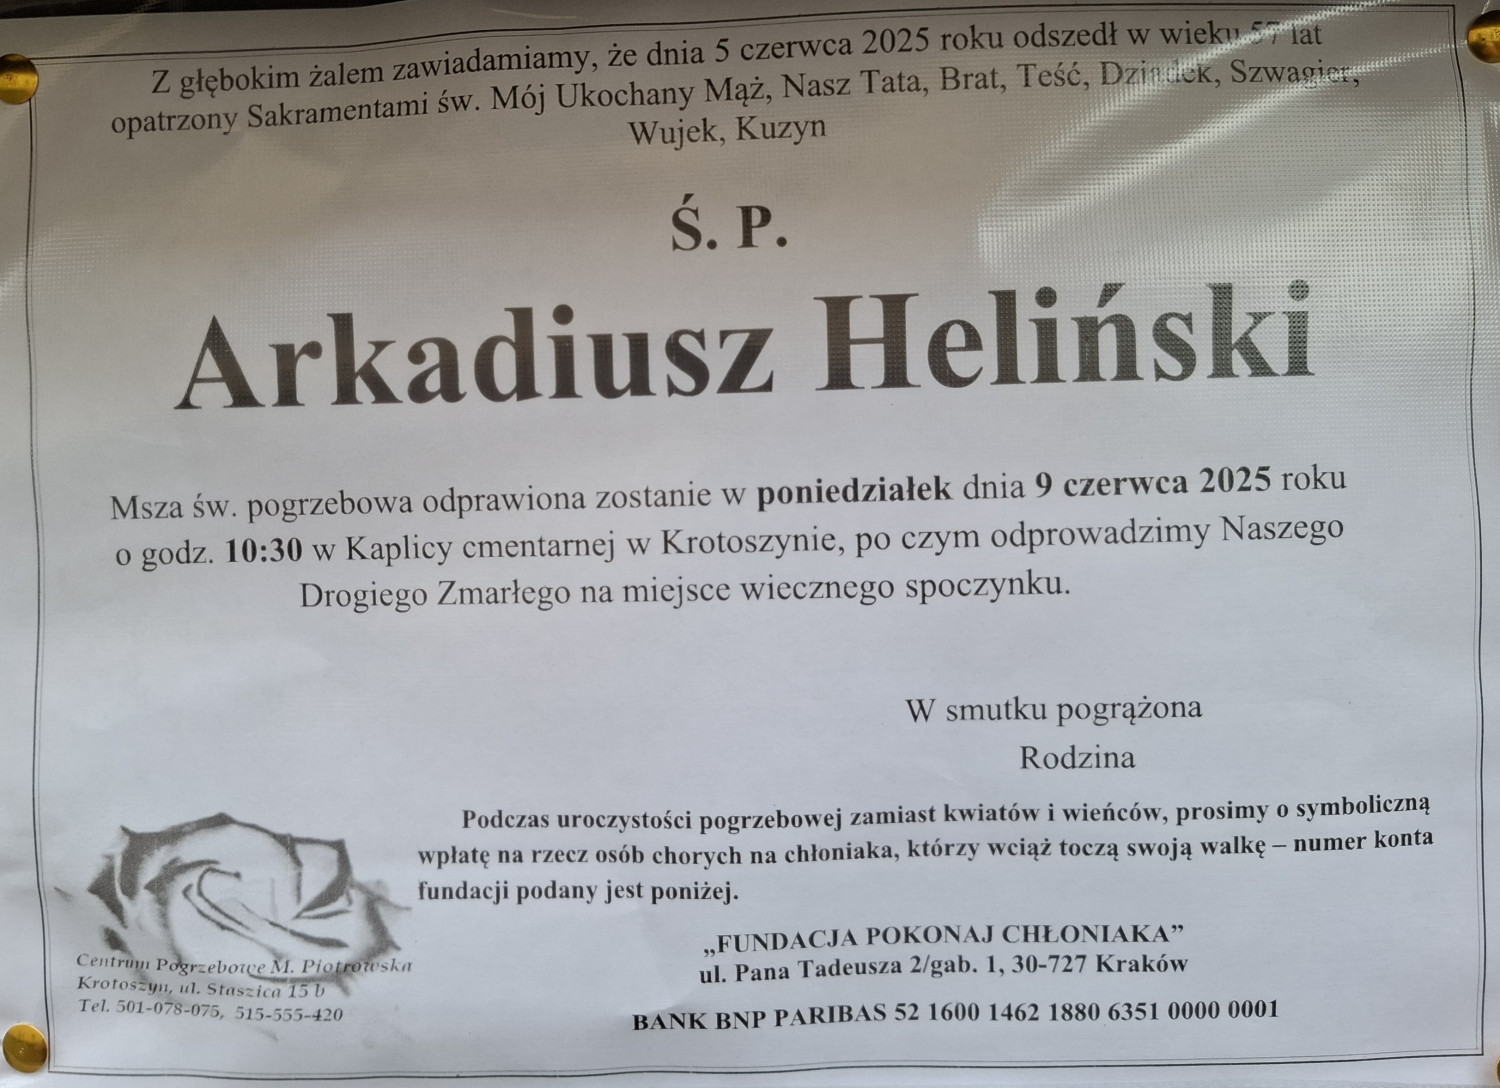 Z głębokim żalem zawiadamiamy, że dnia 5 czerwca 2025 roku odszedł w wieku 57 lat
opatrzony Sakramentami św. Mój Ukochany Mąż, Nasz Tata, Brat, Teść, Dziadek, Szwagier,
Wujek, Kuzyn
Ś. P.
Arkadiusz Heliński
Msza św. pogrzebowa odprawiona zostanie w poniedziałek dnia 9 czerwca 2025 roku
o godz. 10:30 w Kaplicy cmentarnej w Krotoszynie, po czym odprowadzimy Naszego
Drogiego Zmarłego na miejsce wiecznego spoczynku.
W smutku pogrążona
Rodzina
Podczas uroczystości pogrzebowej zamiast kwiatów i wieńców, prosimy o symboliczną
wpłatę na rzecz osób chorych na chłoniaka, którzy wciąż toczą swoją walkę – numer konta
fundacji podany jest poniżej.
„FUNDACJA POKONAJ CHŁONIAKA”
ul. Pana Tadeusza 2/gab. 1, 30-727 Kraków
BANK BNP PARIBAS 52 1600 1462 1880 6351 0000 0001
Centrum Pogrzebowe M. Piotrowska
Krotoszyn, ul. Staszica 15 b
Tel. 501-078-075, 515-555-420